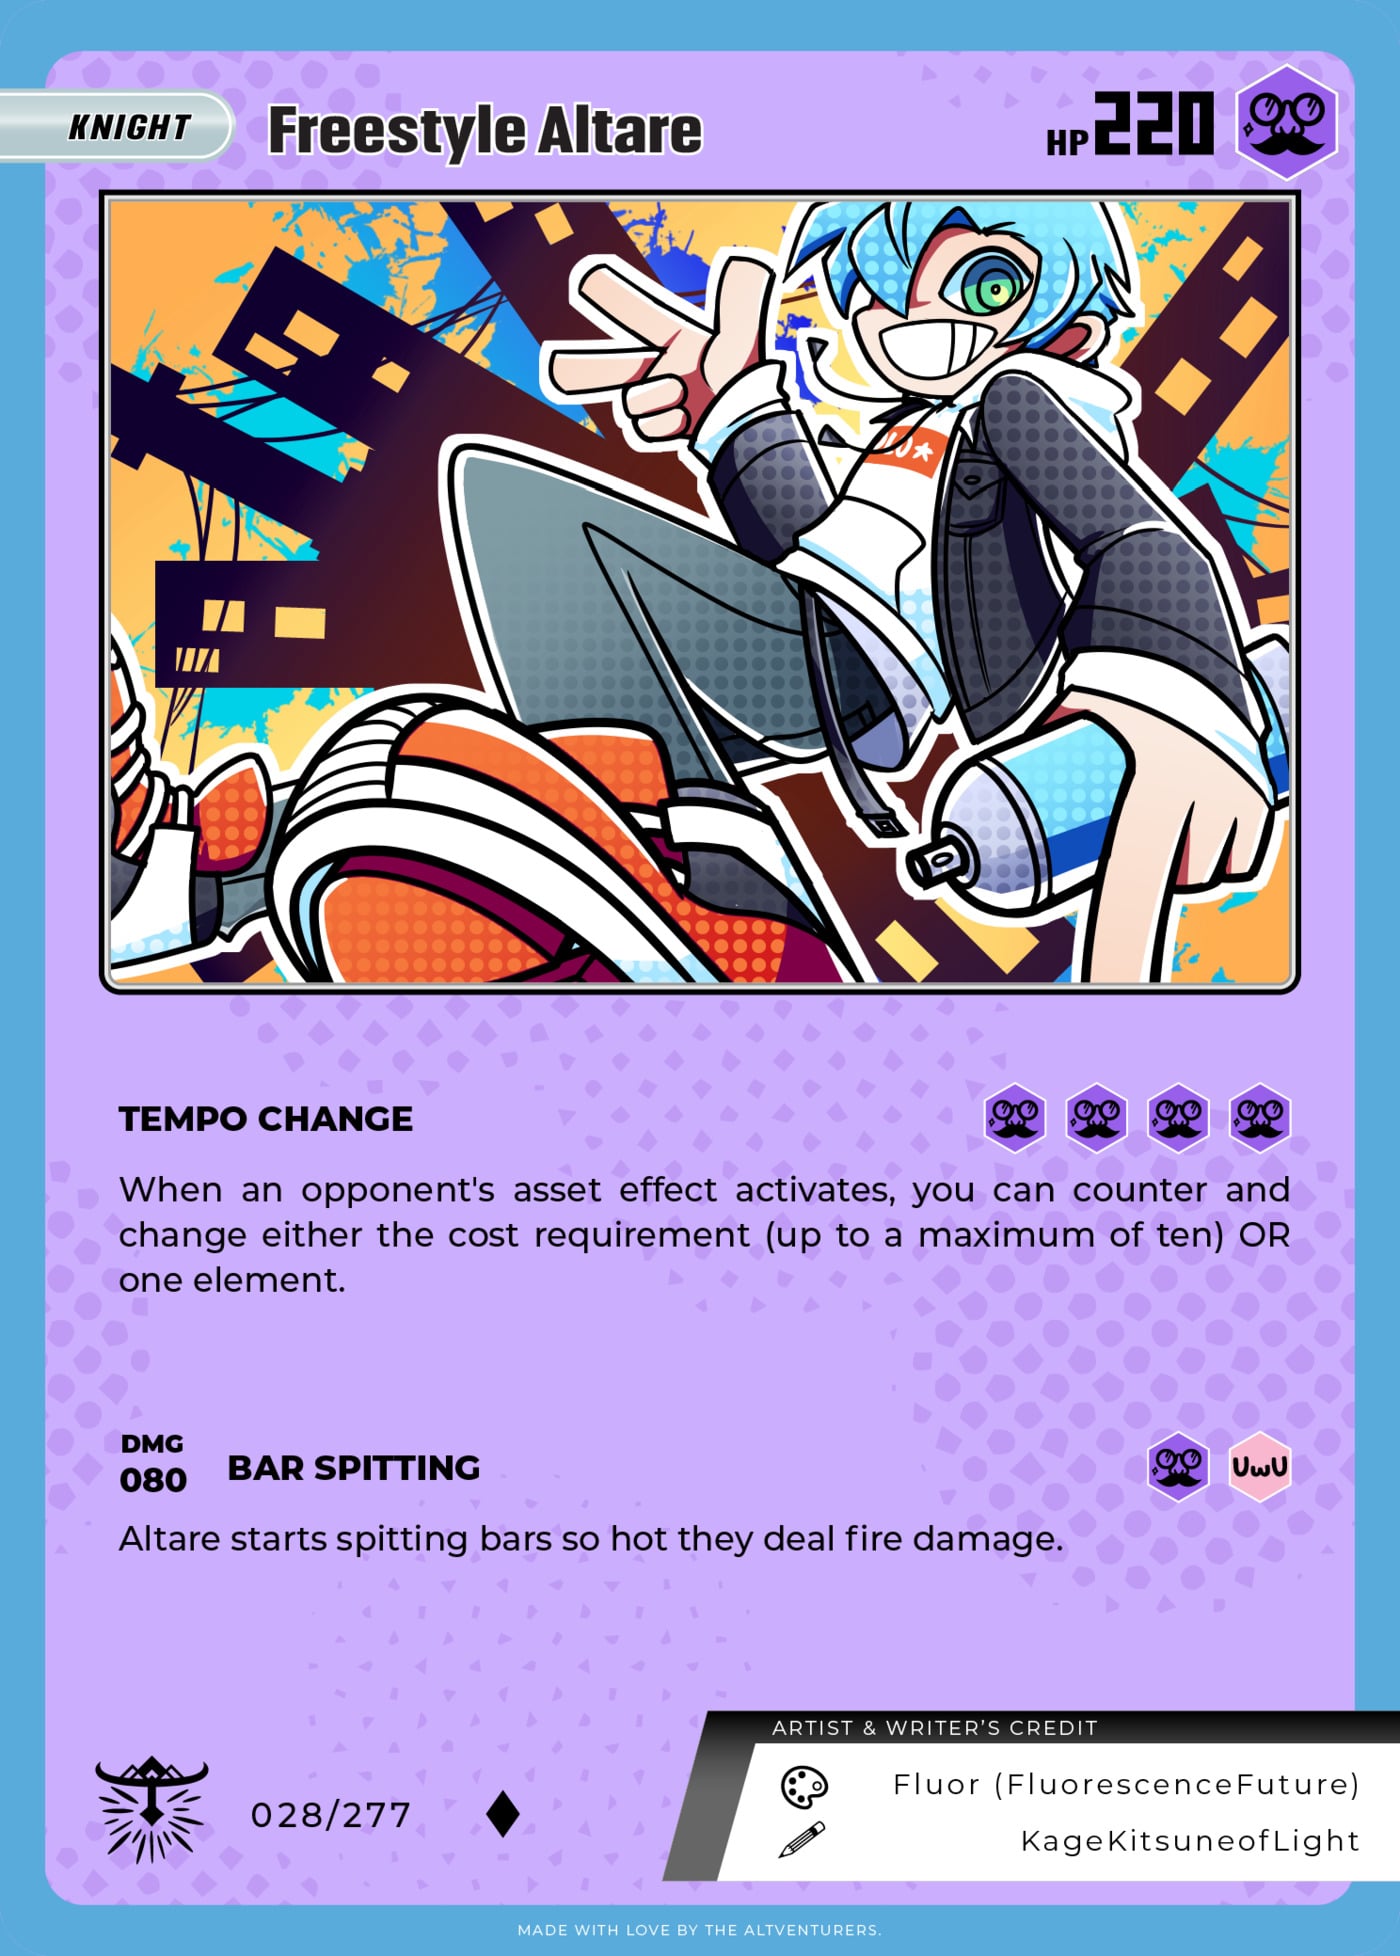 KNIGHT
Freestyle Altare
HP 220
TEMPO CHANGE
When an opponent's asset effect activates, you can counter and
change either the cost requirement (up to a maximum of ten) OR
one element.
DMG
080
BAR SPITTING
UwU
Altare starts spitting bars so hot they deal fire damage.
ARTIST & WRITER'S CREDIT
Fluor (FluorescenceFuture)
KageKitsuneofLight
028/277
MADE WITH LOVE BY THE ALTVENTURERS.